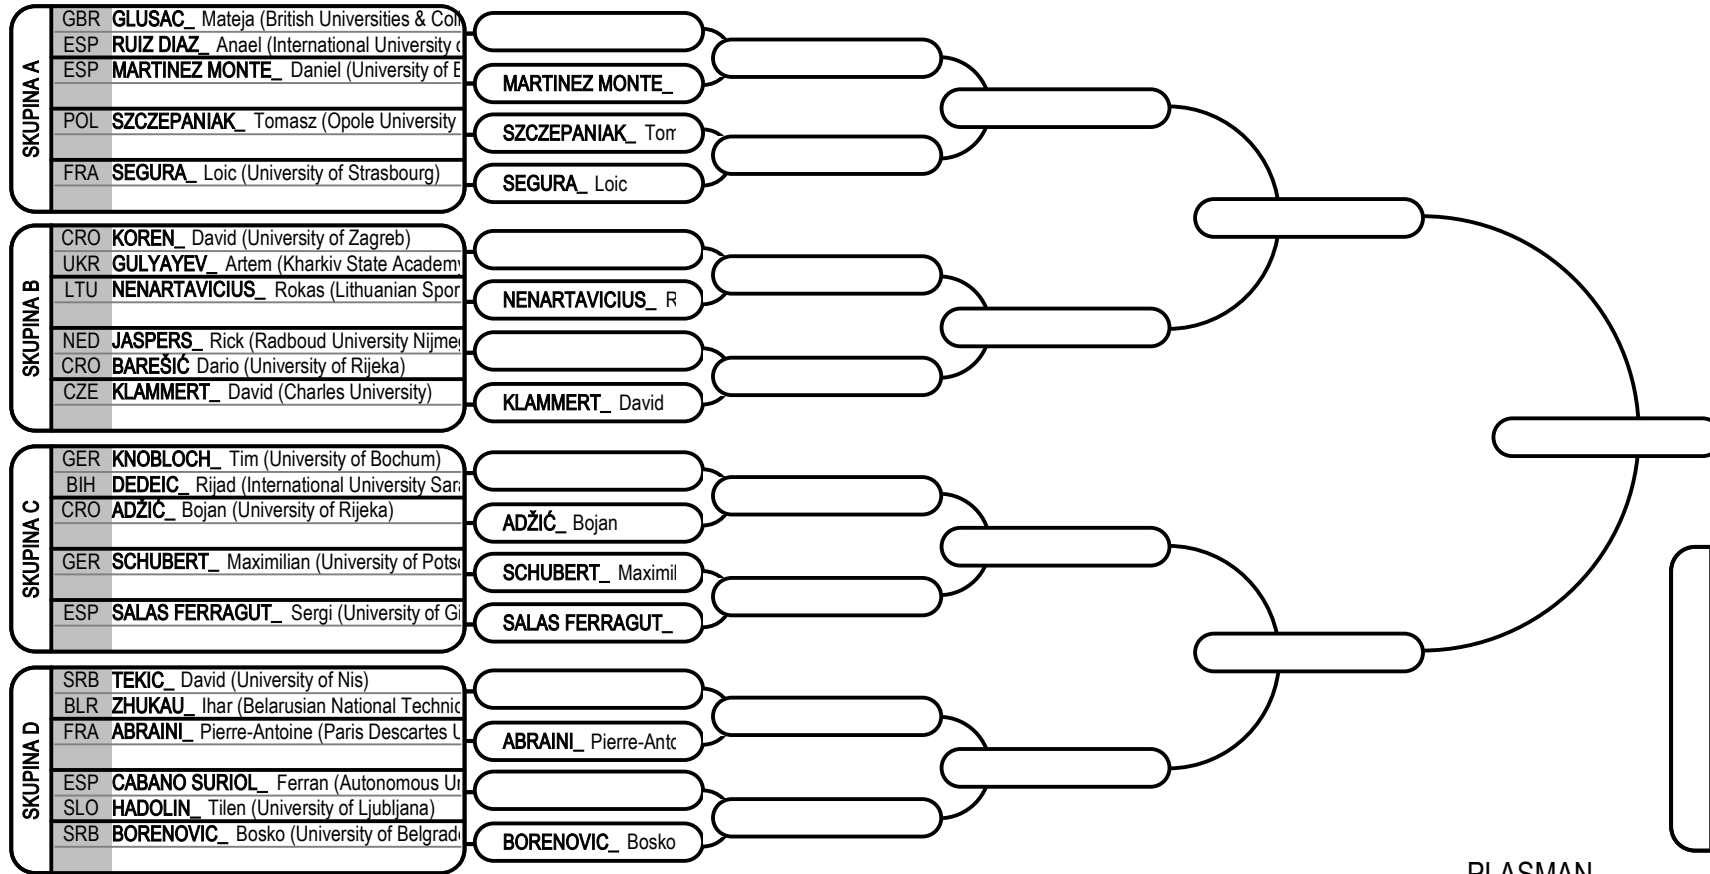 SKUPINA A
GBR GLUSAC_ Mateja (British Universities & Col
ESP RUIZ DIAZ_ Anael (International University
ESP MARTINEZ MONTE_ Daniel (University of
MARTINEZ MONTE_
POL SZCZEPANIAK_ Tomasz (Opole University
SZCZEPANIAK_ Tom
FRA SEGURA_ Loic (University of Strasbourg)
SEGURA_ Loic
SKUPINA B
CRO KOREN_ David (University of Zagreb)
UKR GULYAYEV_ Artem (Kharkiv State Academy
LTU NENARTAVICIUS_ Rokas (Lithuanian Spor
NENARTAVICIUS_ R
NED JASPERS_ Rick (Radboud University Nijme
CRO BAREŠIĆ Dario (University of Rijeka)
CZE KLAMMERT_ David (Charles University)
KLAMMERT_ David
SKUPINA C
GER KNOBLOCH_ Tim (University of Bochum)
BIH DEDEIC_ Rijad (International University Sar
CRO ADŽIĆ_ Bojan (University of Rijeka)
ADŽIĆ_ Bojan
GER SCHUBERT_ Maximilian (University of Pots
SCHUBERT_ Maximil
ESP SALAS FERRAGUT_ Sergi (University of Gi
SALAS FERRAGUT_
SKUPINA D
SRB TEKIC_ David (University of Nis)
BLR ZHUKAU_ Ihar (Belarusian National Technic
FRA ABRAINI_ Pierre-Antoine (Paris Descartes U
ABRAINI_ Pierre-Anto
ESP CABANO SURIOL_ Ferran (Autonomous Un
SLO HADOLIN_ Tilen (University of Ljubljana)
SRB BORENOVIC_ Bosko (University of Belgrad
BORENOVIC_ Bosko
PLASMAN